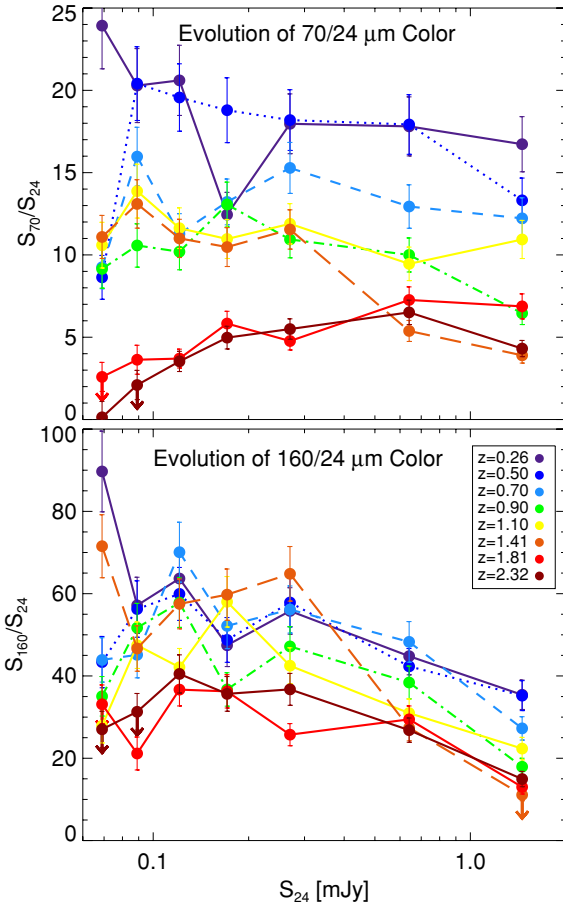 Evolution of 70/24 μm Color
25
20
15
10
5
0
S70/S24
Evolution of 160/24 μm Color
100
80
60
40
20
0
S160/S24
z=0.26
z=0.50
z=0.70
z=0.90
z=1.10
z=1.41
z=1.81
z=2.32
0.1
1.0
S24 [mJy]